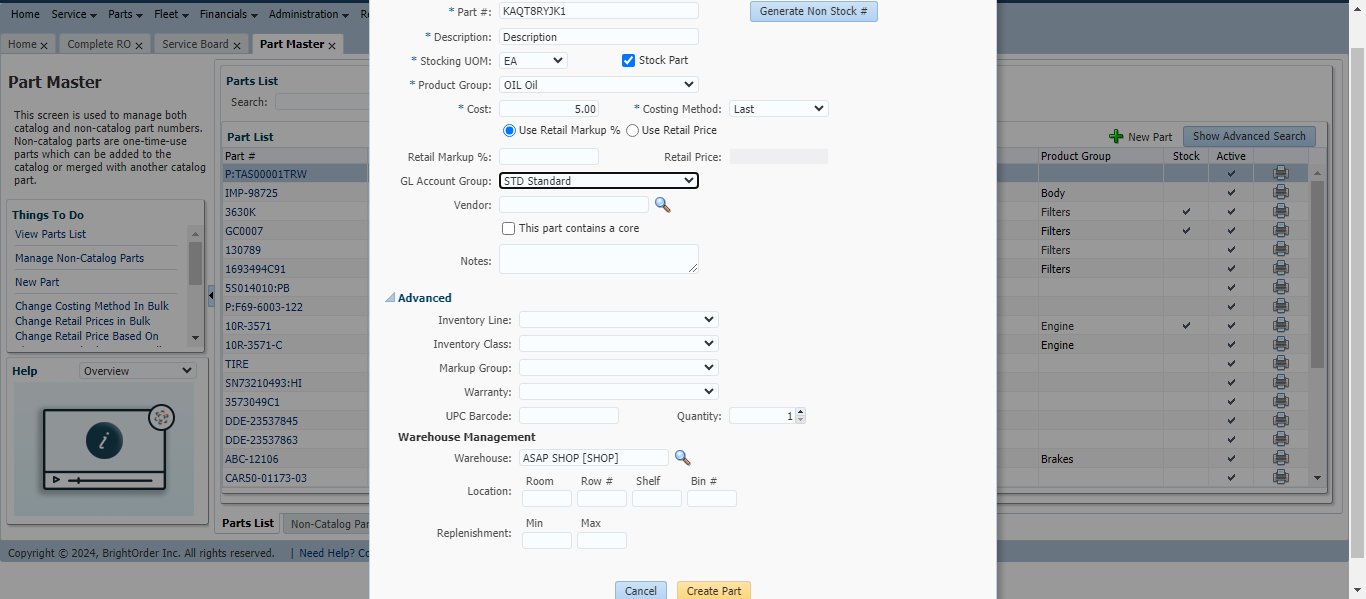 Home Service Parts Fleet Financials Administration Re
Home x Complete RO x Service Board x Part Master x
Part Master
This screen is used to manage both
catalog and non-catalog part numbers.
Non-catalog parts are one-time-use
parts which can be added to the
catalog or merged with another catalog
part.
Things To Do
View Parts List
Manage Non-Catalog Parts
New Part
Change Costing Method In Bulk
Change Retail Prices in Bulk
Change Retail Price Based On
Help Overview
Parts List
Search:
Part List
Part #
P:TAS00001TRW
IMP-98725
3630K
GC0007
130789
1693494C91
5S014010:PB
P:F69-6003-122
10R-3571
10R-3571-C
TIRE
SN73210493:HI
3573049C1
DDE-23537845
DDE-23537863
ABC-12106
CAR50-01173-03
Parts List Non-Catalog Par
* Part #: KAQT8RYJK1 Generate Non Stock #
* Description: Description
* Stocking UOM: EA Stock Part
* Product Group: OIL Oil
* Cost: 5.00 * Costing Method: Last
Use Retail Markup % Use Retail Price
Retail Markup %: Retail Price:
GL Account Group: STD Standard
Vendor:
This part contains a core
Notes:
Advanced
Inventory Line:
Inventory Class:
Markup Group:
Warranty:
UPC Barcode: Quantity: 1
Warehouse Management
Warehouse: ASAP SHOP [SHOP]
Room Row # Shelf Bin #
Location:
Min Max
Replenishment:
Cancel Create Part
New Part Show Advanced Search
Product Group Stock Active
Body
Filters
Filters
Filters
Filters
Engine
Engine
Brakes
Copyright © 2024, BrightOrder Inc. All rights reserved. | Need Help? Co